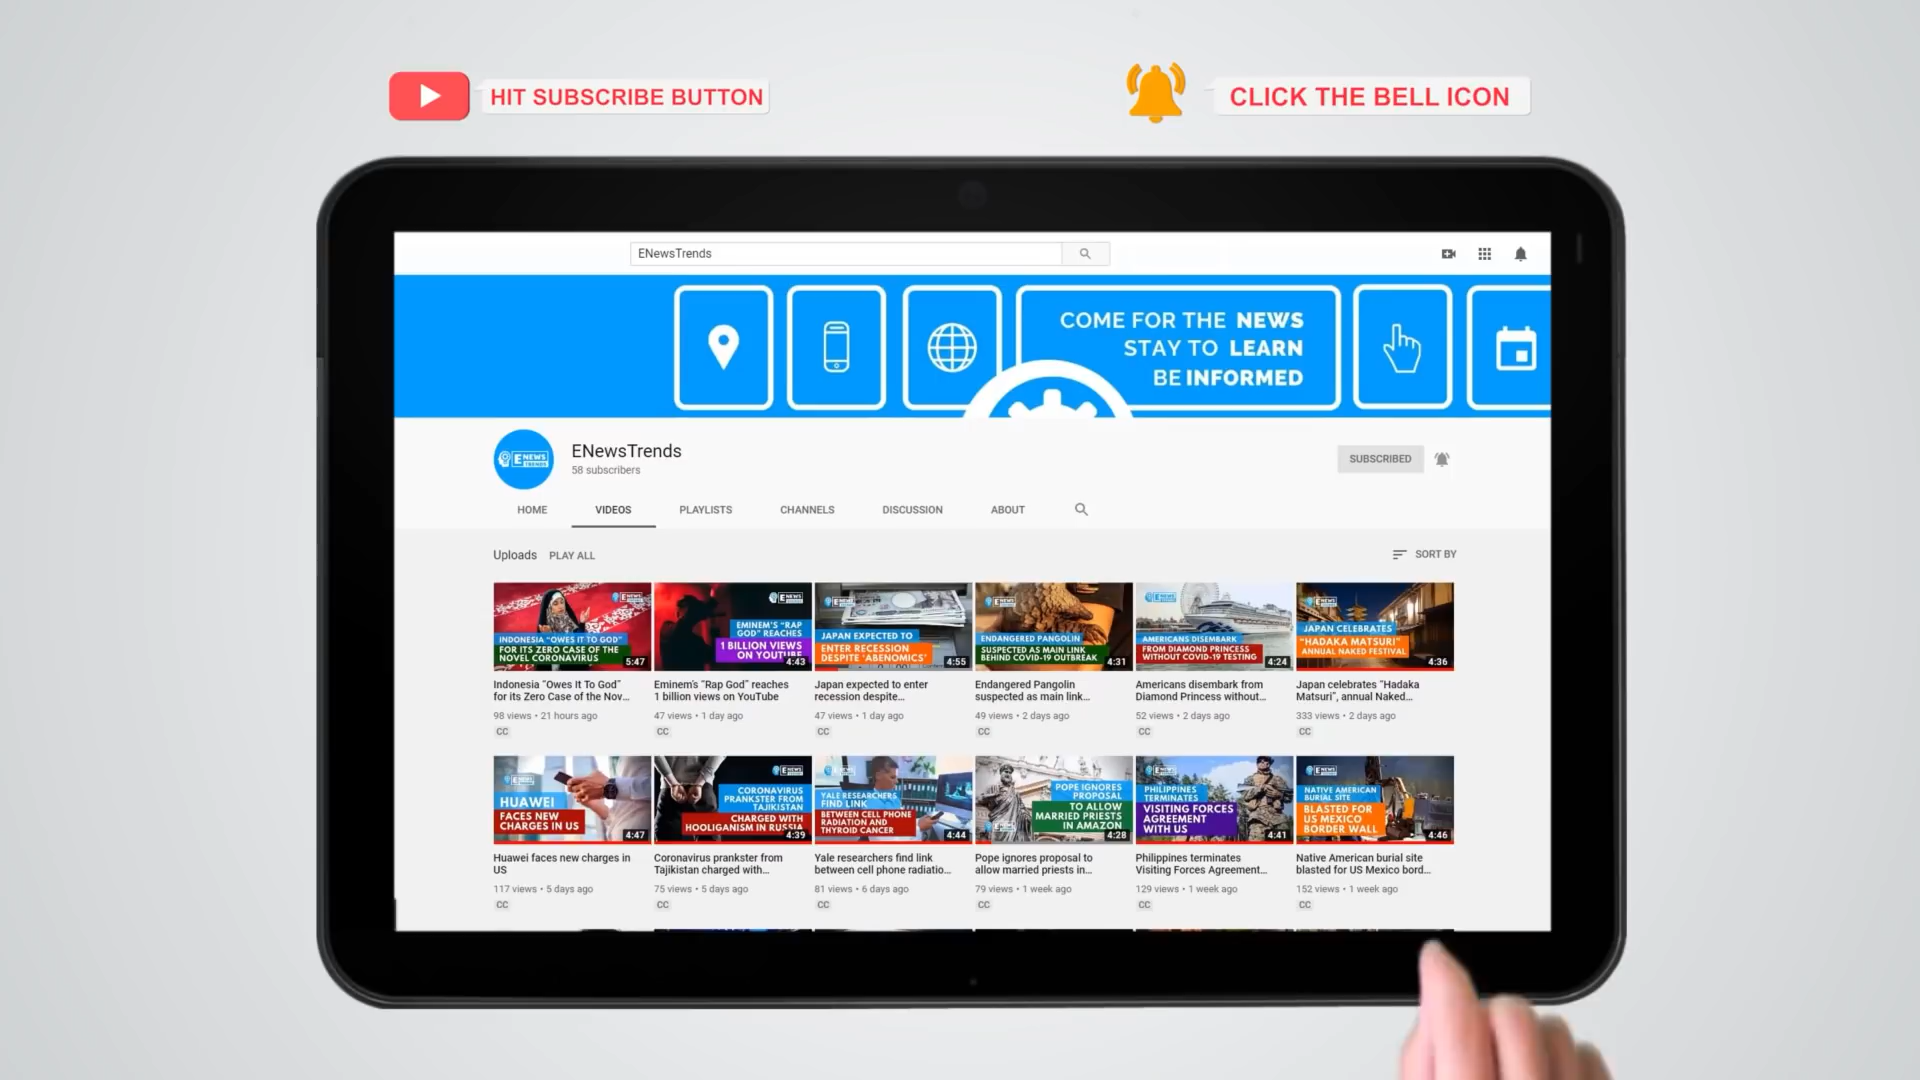 HIT SUBSCRIBE BUTTON
CLICK THE BELL ICON
ENewsTrends
COME FOR THE NEWS
STAY TO LEARN
BE INFORMED
E NEWS
TRENDS
ENewsTrends
58 subscribers
SUBSCRIBED
HOME
VIDEOS
PLAYLISTS
CHANNELS
DISCUSSION
ABOUT
Uploads
PLAY ALL
SORT BY
INDONESIA "OWES IT TO GOD"
FOR ITS ZERO CASE OF THE
NOVEL CORONAVIRUS
5:47
EMINEM'S "RAP
GOD" REACHES
1 BILLION VIEWS
ON YOUTUBE
4:43
JAPAN EXPECTED TO
ENTER RECESSION
DESPITE 'ABENOMICS'
4:55
ENDANGERED PANGOLIN
SUSPECTED AS MAIN LINK
BEHIND COVID-19 OUTBREAK
4:31
AMERICANS DISEMBARK
FROM DIAMOND PRINCESS
WITHOUT COVID-19 TESTING
4:24
JAPAN CELEBRATES
"HADAKA MATSURI"
ANNUAL NAKED FESTIVAL
4:36
Indonesia "Owes It To God"
for its Zero Case of the Nov...
98 views • 21 hours ago
CC
Eminem's "Rap God" reaches
1 billion views on YouTube
47 views • 1 day ago
CC
Japan expected to enter
recession despite...
47 views • 1 day ago
CC
Endangered Pangolin
suspected as main link...
49 views • 2 days ago
CC
Americans disembark from
Diamond Princess without...
52 views • 2 days ago
CC
Japan celebrates "Hadaka
Matsuri", annual Naked...
333 views • 2 days ago
CC
HUAWEI
FACES NEW
CHARGES IN US
4:47
CORONAVIRUS
PRANKSTER FROM
TAJIKISTAN
CHARGED WITH
HOOLIGANISM IN RUSSIA
4:39
YALE RESEARCHERS
FIND LINK
BETWEEN CELL PHONE
RADIATION AND
THYROID CANCER
4:44
POPE IGNORES
PROPOSAL
TO ALLOW
MARRIED PRIESTS
IN AMAZON
4:28
PHILIPPINES
TERMINATES
VISITING FORCES
AGREEMENT
WITH US
4:41
NATIVE AMERICAN
BURIAL SITE
BLASTED FOR
US MEXICO
BORDER WALL
4:46
Huawei faces new charges in
US
117 views • 5 days ago
CC
Coronavirus prankster from
Tajikistan charged with...
75 views • 5 days ago
CC
Yale researchers find link
between cell phone radiatio...
81 views • 6 days ago
CC
Pope ignores proposal to
allow married priests in...
79 views • 1 week ago
CC
Philippines terminates
Visiting Forces Agreement...
129 views • 1 week ago
CC
Native American burial site
blasted for US Mexico bord...
152 views • 1 week ago
CC